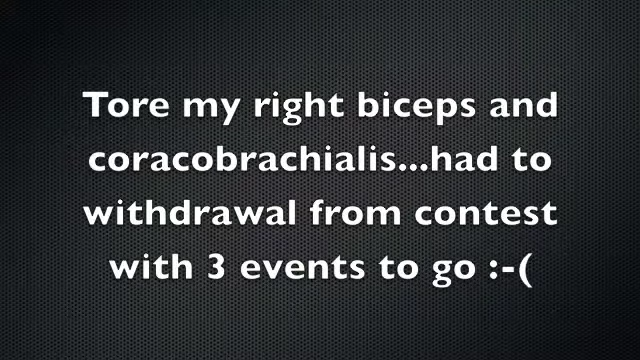 Tore my right biceps and
coracobrachialis...had to
withdrawal from contest
with 3 events to go :-(